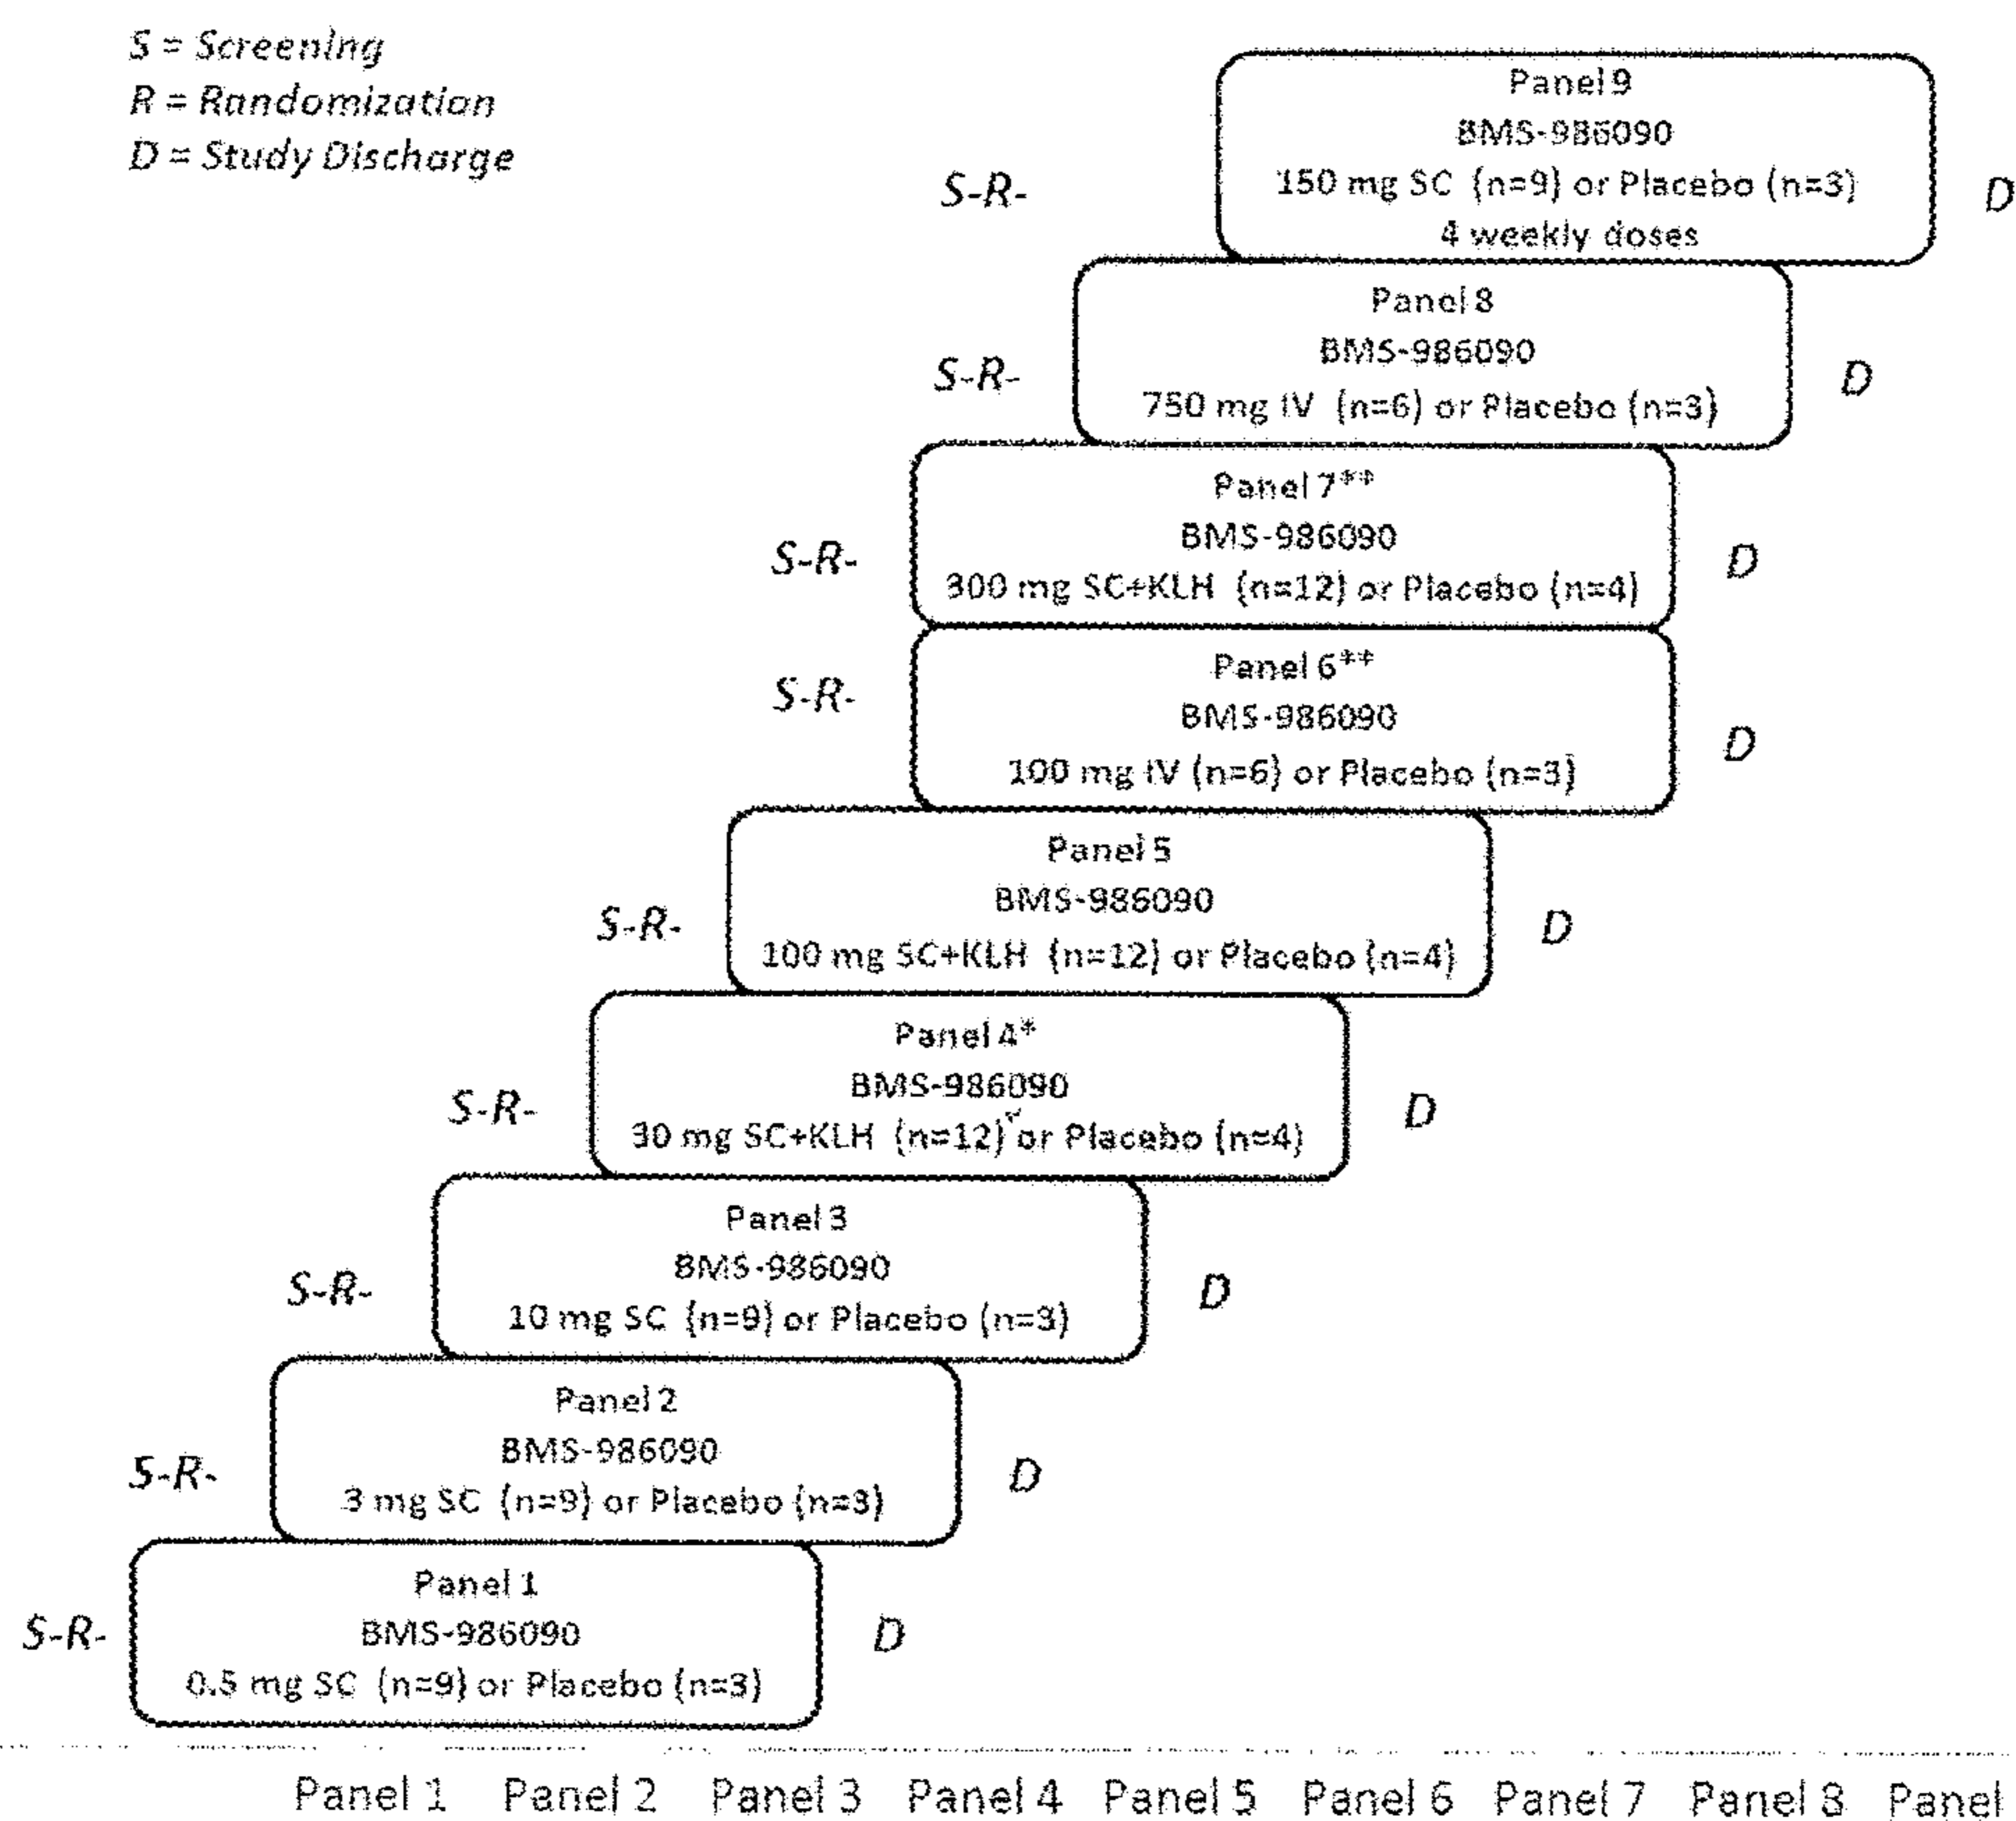 S = Screening
R = Randomization
D = Study Discharge
Panel 9
BMS-986090
S-R-
150 mg SC (n=9) or Placebo (n=3)
D
4 weekly doses
Panel 8
BMS-986090
S-R-
D
750 mg IV (n=6) or Placebo (n=3)
Panel 7**
BMS-986090
S-R-
D
300 mg SC+KLH (n=12) or Placebo (n=4)
Panel 6**
S-R-
BMS-986090
D
100 mg IV (n=6) or Placebo (n=3)
Panel 5
BMS-986090
S-R-
D
100 mg SC+KLH (n=12) or Placebo (n=4)
Panel 4*
BMS-986090
S-R-
D
30 mg SC+KLH (n=12) or Placebo (n=4)
Panel 3
BMS-986090
S-R-
D
10 mg SC (n=9) or Placebo (n=3)
Panel 2
BMS-986090
S-R-
D
3 mg SC (n=9) or Placebo (n=3)
Panel 1
BMS-986090
S-R-
D
0.5 mg SC (n=9) or Placebo (n=3)
Panel 1 Panel 2 Panel 3 Panel 4 Panel 5 Panel 6 Panel 7 Panel 8 Panel